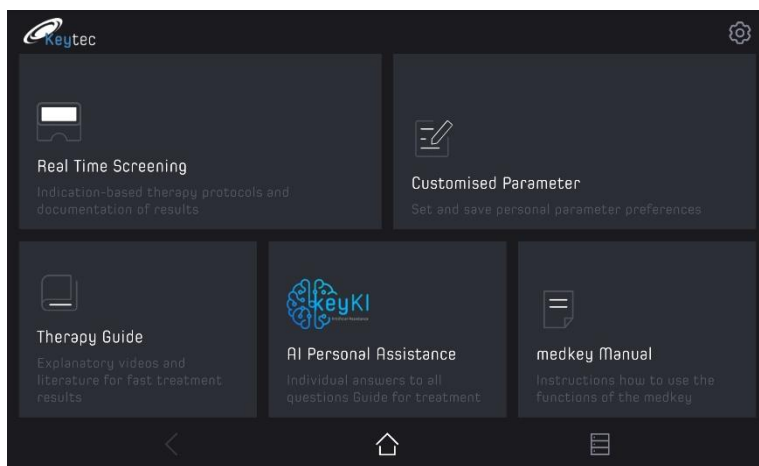 Keytec
Real Time Screening
Indication-based therapy protocols and
documentation of results
Customised Parameter
Set and save personal parameter preferences
Therapy Guide
Explanatory videos and
literature for fast treatment
results
keyKI
AI Personal Assistance
Individual answers to all
questions Guide for treatment
medkey Manual
Instructions how to use the
functions of the medkey